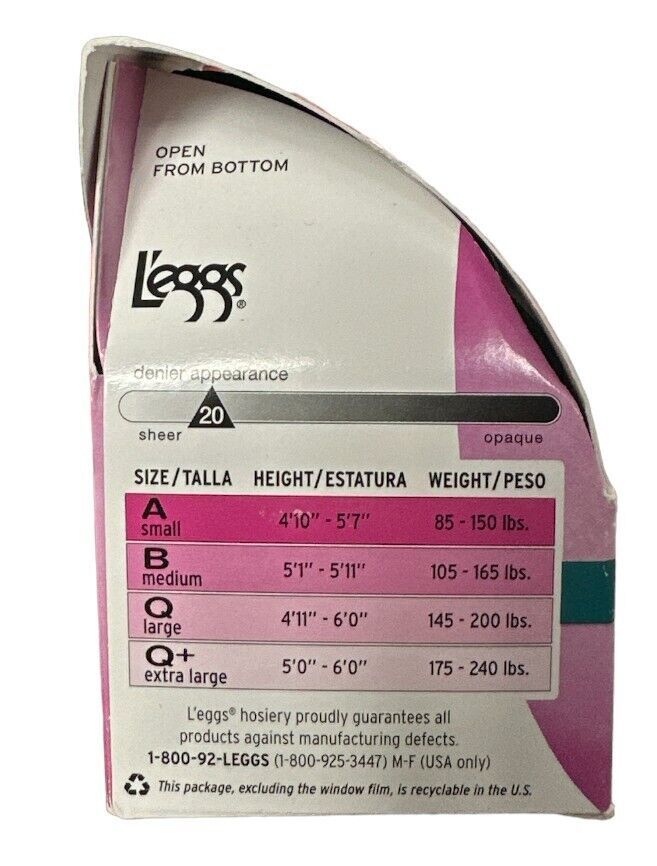 OPEN
FROM BOTTOM
L'eggs®
denier appearance
20
sheer opaque
SIZE/TALLA HEIGHT/ESTATURA WEIGHT/PESO
A
small 4'10" - 5'7" 85 - 150 lbs.
B
medium 5'1" - 5'11" 105 - 165 lbs.
Q
large 4'11" - 6'0" 145 - 200 lbs.
Q+
extra large 5'0" - 6'0" 175 - 240 lbs.
L'eggs® hosiery proudly guarantees all
products against manufacturing defects.
1-800-92-LEGGS (1-800-925-3447) M-F (USA only)
This package, excluding the window film, is recyclable in the U.S.